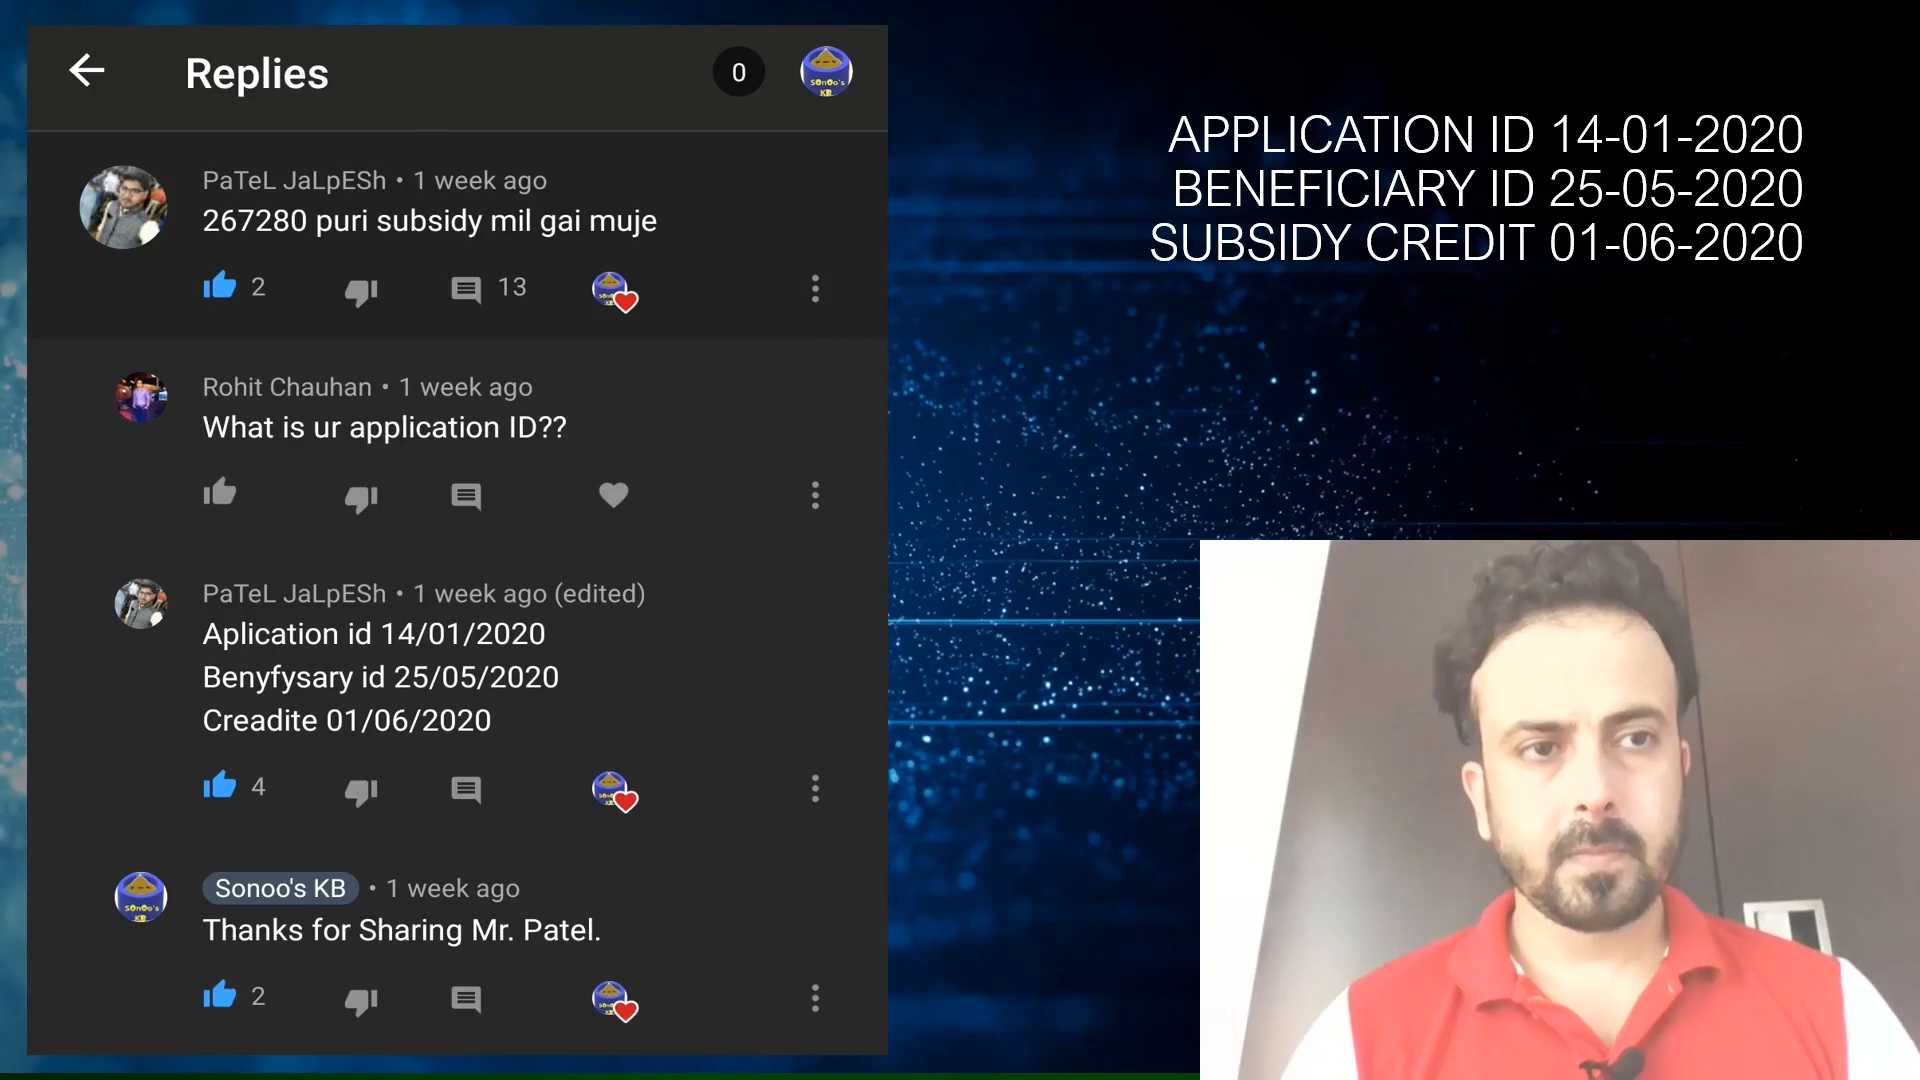 Replies
0
PaTeL JaLpESh • 1 week ago
267280 puri subsidy mil gai muje
2
13
Rohit Chauhan • 1 week ago
What is ur application ID??
PaTeL JaLpESh • 1 week ago (edited)
Aplication id 14/01/2020
Benyfysary id 25/05/2020
Creadite 01/06/2020
4
Sonoo's KB • 1 week ago
Thanks for Sharing Mr. Patel.
2
APPLICATION ID 14-01-2020
BENEFICIARY ID 25-05-2020
SUBSIDY CREDIT 01-06-2020
SOnOo's
KB